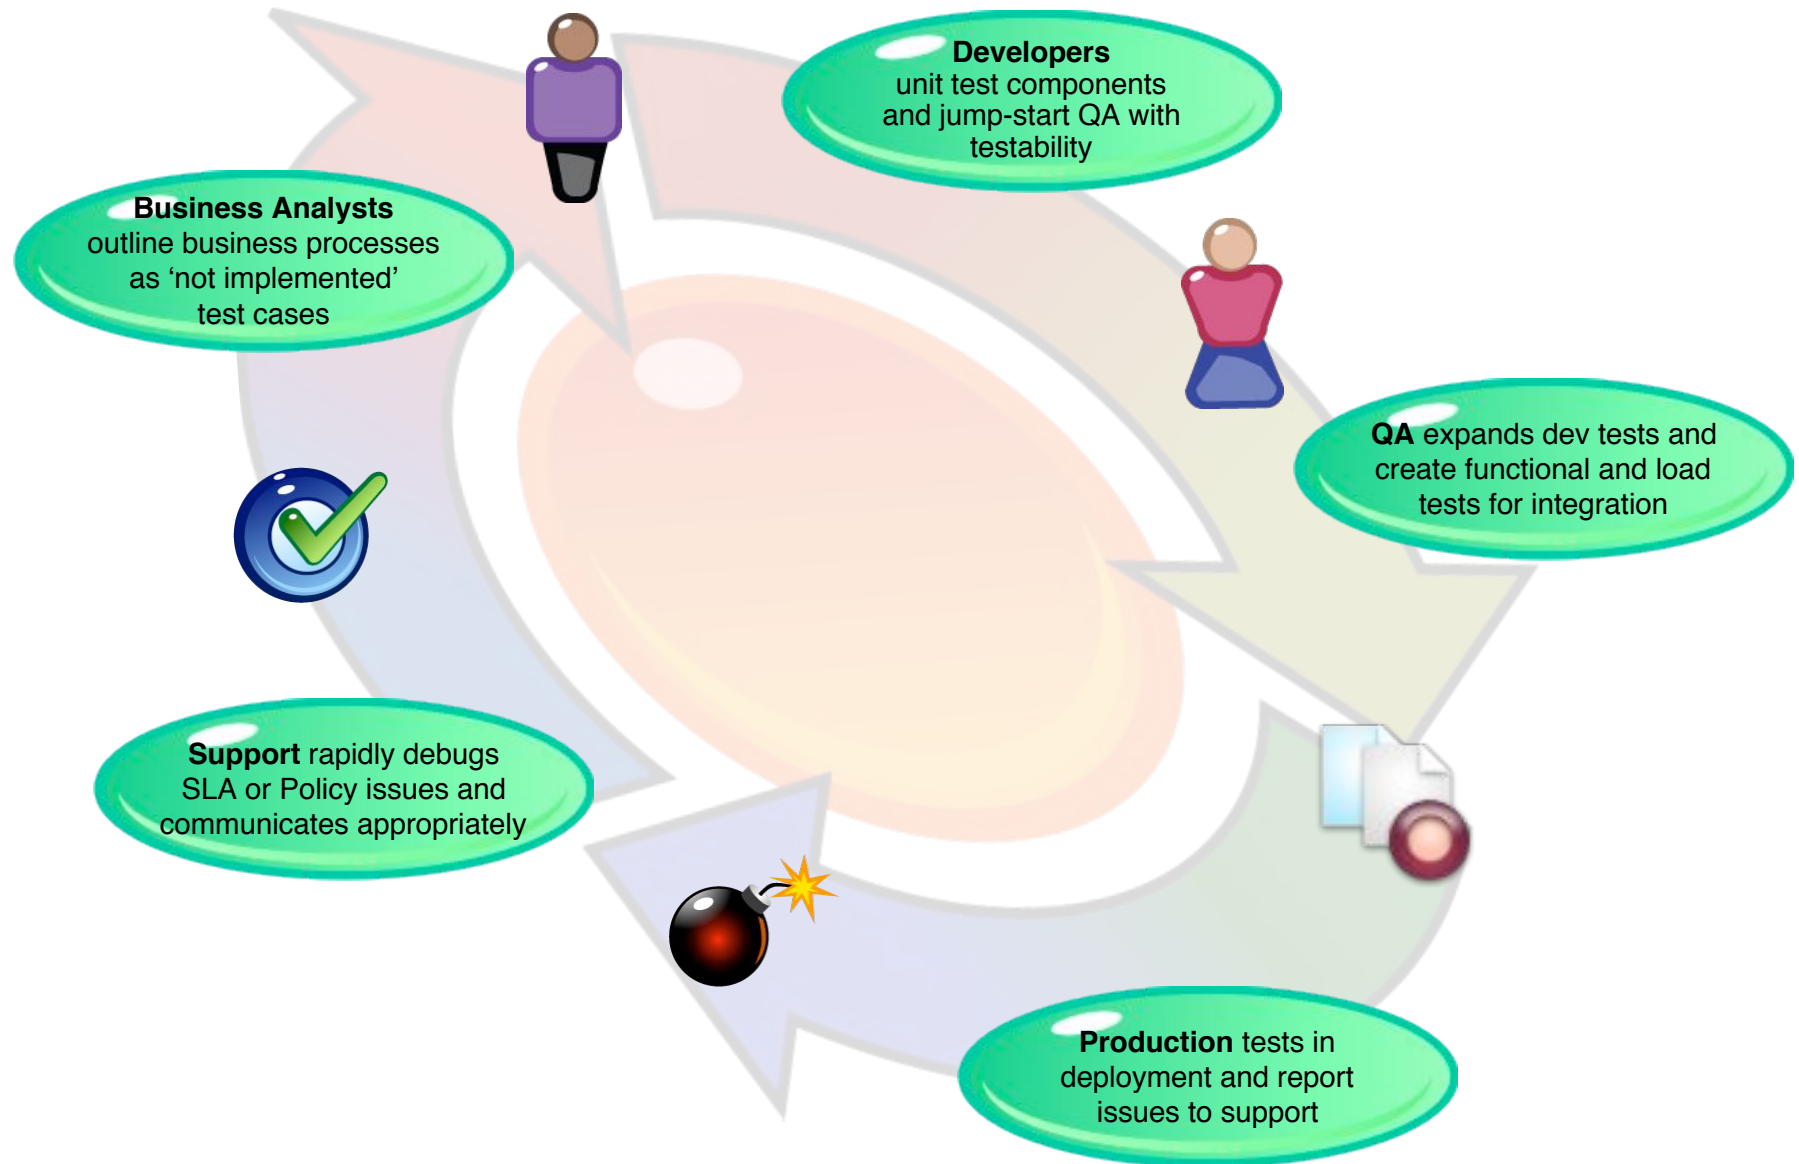 Developers
unit test components
and jump-start QA with
testability
Business Analysts
outline business processes
as ‘not implemented’
test cases
QA expands dev tests and
create functional and load
tests for integration
Support rapidly debugs
SLA or Policy issues and
communicates appropriately
Production tests in
deployment and report
issues to support